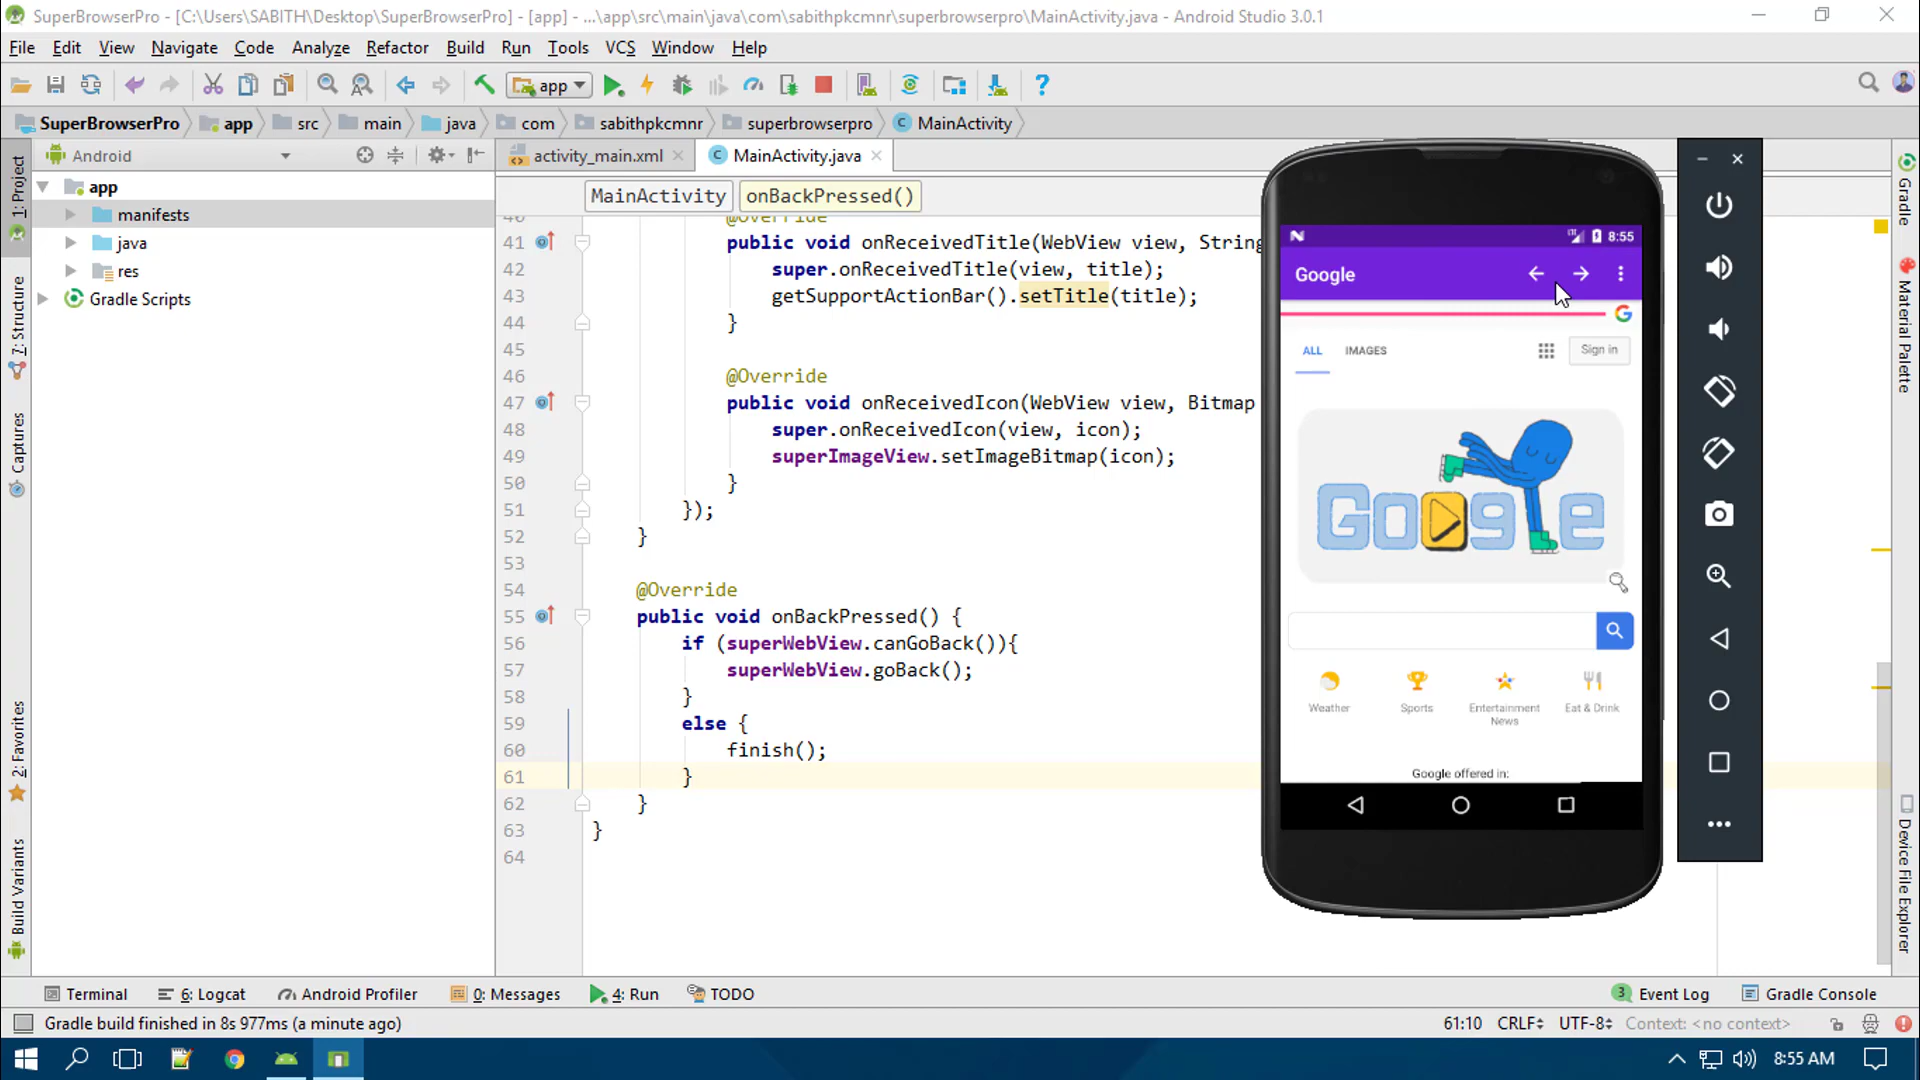 SuperBrowserPro - [C:\Users\SABITH\Desktop\SuperBrowserPro] - [app] - ...\app\src\main\java\com\sabithpkcmnr\superbrowserpro\MainActivity.java - Android Studio 3.0.1
File Edit View Navigate Code Analyze Refactor Build Run Tools VCS Window Help
app
SuperBrowserPro app src main java com sabithpkcmnr superbrowserpro MainActivity
Android
activity_main.xml MainActivity.java
MainActivity onBackPressed()
app
manifests
java
res
Gradle Scripts
1: Project
7: Structure
Captures
2: Favorites
Build Variants
40 @Override
41 public void onReceivedTitle(WebView view, String
42 super.onReceivedTitle(view, title);
43 getSupportActionBar().setTitle(title);
44 }
45
46 @Override
47 public void onReceivedIcon(WebView view, Bitmap
48 super.onReceivedIcon(view, icon);
49 superImageView.setImageBitmap(icon);
50 }
51 });
52 }
53
54 @Override
55 public void onBackPressed() {
56 if (superWebView.canGoBack()){
57 superWebView.goBack();
58 }
59 else {
60 finish();
61 }
62 }
63 }
64
8:55
Google
ALL IMAGES Sign in
Google
Weather Sports Entertainment News Eat & Drink
Google offered in:
Gradle
Material Palette
Device File Explorer
Terminal 6: Logcat Android Profiler 0: Messages 4: Run TODO 3 Event Log Gradle Console
Gradle build finished in 8s 977ms (a minute ago) 61:10 CRLF UTF-8 Context: <no context>
8:55 AM